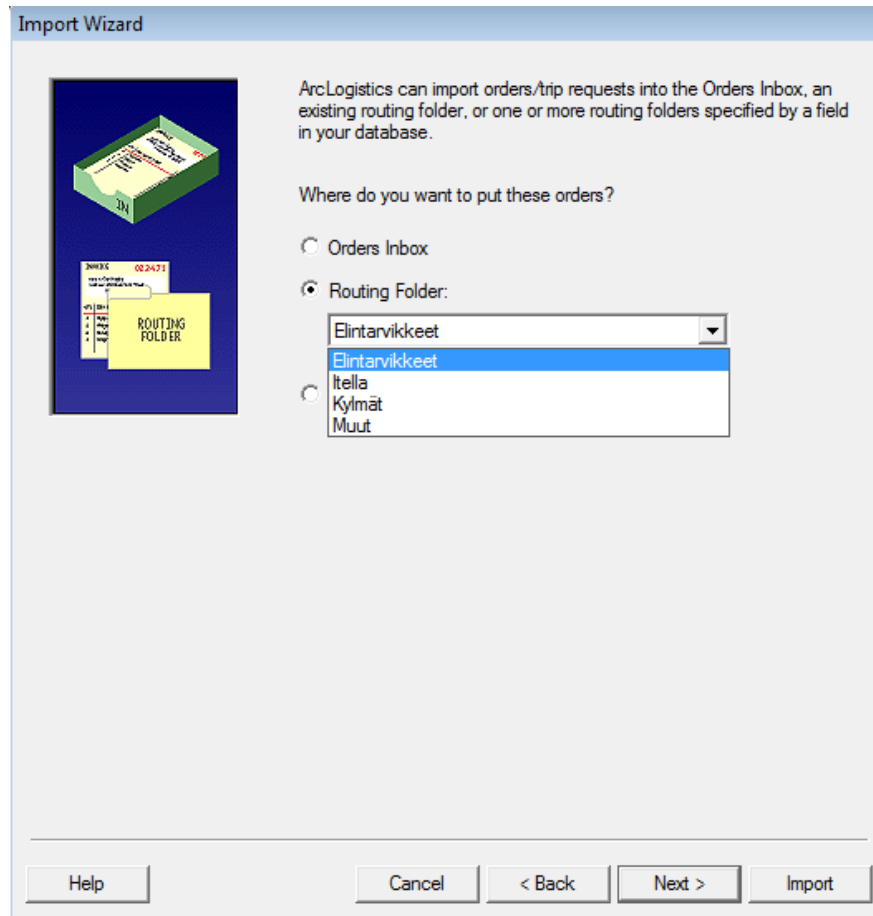 Import Wizard
ArcLogistics can import orders/trip requests into the Orders Inbox, an
existing routing folder, or one or more routing folders specified by a field
in your database.
Where do you want to put these orders?
Orders Inbox
Routing Folder:
Elintarvikkeet
Elintarvikkeet
Itella
Kylmät
Muut
IN
INVOICE 022471
ROUTING
FOLDER
Help
Cancel
< Back
Next >
Import